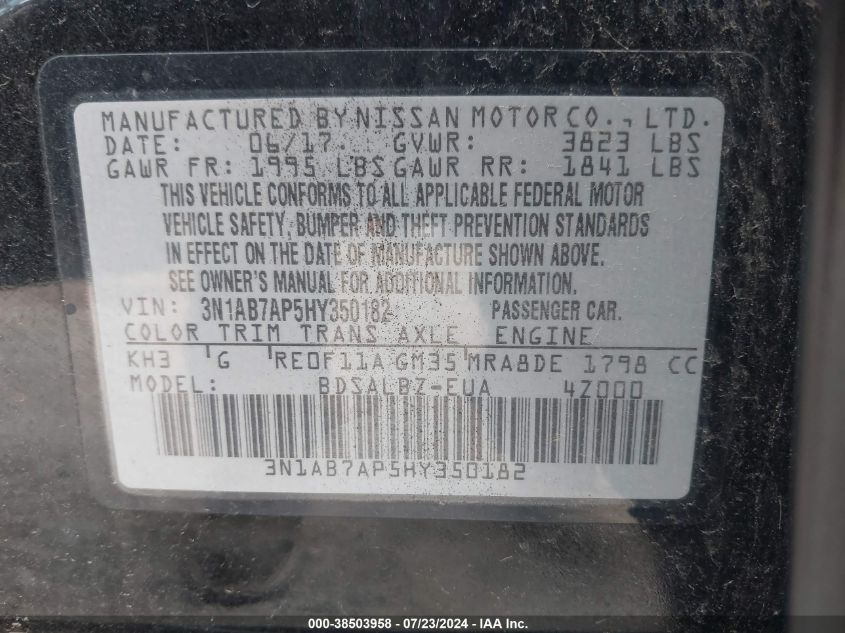 MANUFACTURED BY NISSAN MOTOR CO., LTD.
DATE: 06/17 GVWR: 3823 LBS
GAWR FR: 1995 LBS GAWR RR: 1841 LBS
THIS VEHICLE CONFORMS TO ALL APPLICABLE FEDERAL MOTOR
VEHICLE SAFETY, BUMPER AND THEFT PREVENTION STANDARDS
IN EFFECT ON THE DATE OF MANUFACTURE SHOWN ABOVE.
SEE OWNER'S MANUAL FOR ADDITIONAL INFORMATION.
VIN: 3N1AB7AP5HY350182 PASSENGER CAR.
COLOR TRIM TRANS AXLE ENGINE
KH3 G RE0F11A GM35 MRA8DE 1798 CC
MODEL: BDSALBZ-EUA 4Z000
3N1AB7AP5HY350182
000-38503958 - 07/23/2024 - IAA Inc.